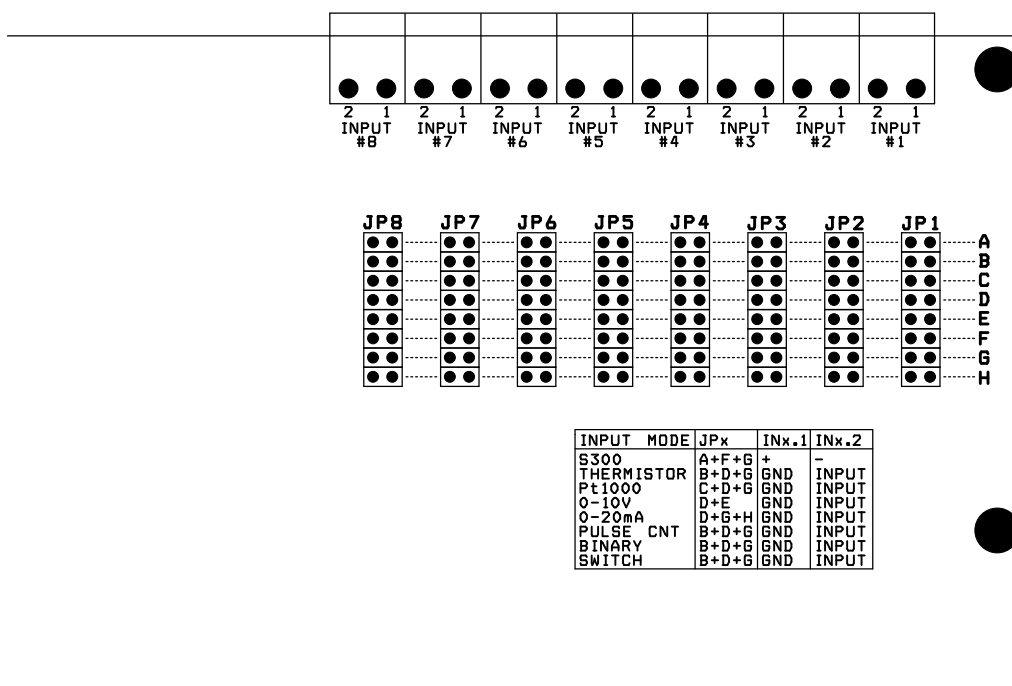 2 1 2 1 2 1 2 1 2 1 2 1 2 1 2 1
INPUT INPUT INPUT INPUT INPUT INPUT INPUT INPUT
#8 #7 #6 #5 #4 #3 #2 #1
JP8 JP7 JP6 JP5 JP4 JP3 JP2 JP1
A
B
C
D
E
F
G
H
INPUT MODE JPx INx.1 INx.2
S300 A+F+G + -
THERMISTOR B+D+G GND INPUT
Pt1000 C+D+G GND INPUT
0-10V D+E GND INPUT
0-20mA D+G+H GND INPUT
PULSE CNT B+D+G GND INPUT
BINARY B+D+G GND INPUT
SWITCH B+D+G GND INPUT